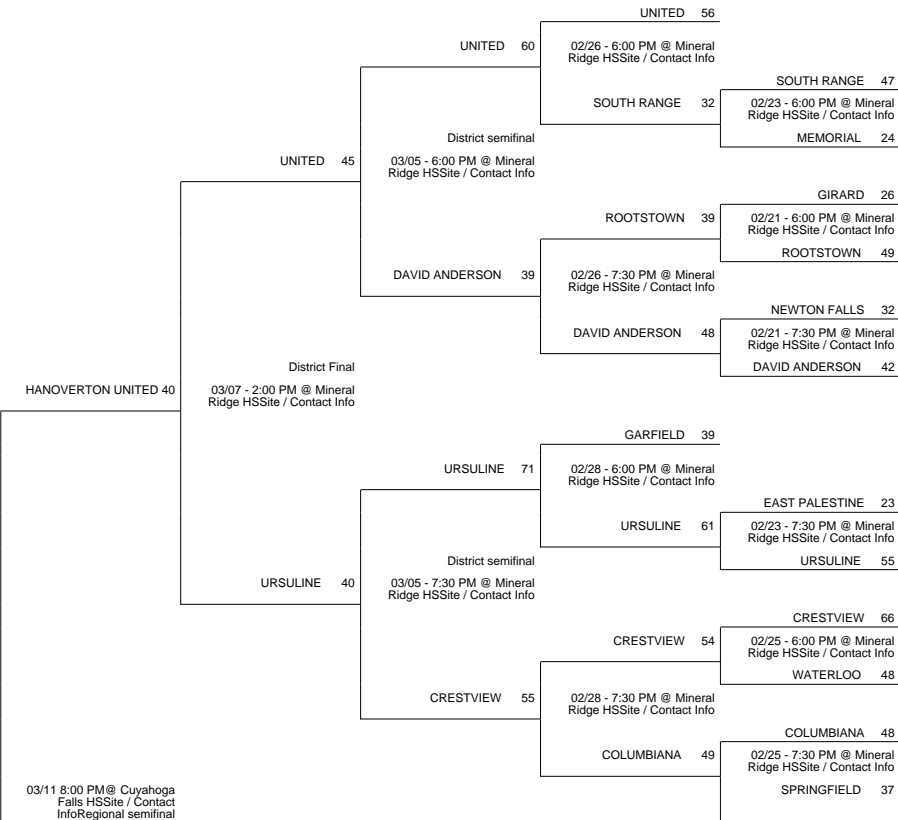 UNITED 56
UNITED 60
02/26 - 6:00 PM @ Mineral
Ridge HSSite / Contact Info
SOUTH RANGE 47
SOUTH RANGE 32
02/23 - 6:00 PM @ Mineral
Ridge HSSite / Contact Info
District semifinal
MEMORIAL 24
UNITED 45
03/05 - 6:00 PM @ Mineral
Ridge HSSite / Contact Info
GIRARD 26
ROOTSTOWN 39
02/21 - 6:00 PM @ Mineral
Ridge HSSite / Contact Info
ROOTSTOWN 49
DAVID ANDERSON 39
02/26 - 7:30 PM @ Mineral
Ridge HSSite / Contact Info
NEWTON FALLS 32
DAVID ANDERSON 48
02/21 - 7:30 PM @ Mineral
Ridge HSSite / Contact Info
District Final
DAVID ANDERSON 42
HANOVERTON UNITED 40
03/07 - 2:00 PM @ Mineral
Ridge HSSite / Contact Info
GARFIELD 39
URSULINE 71
02/28 - 6:00 PM @ Mineral
Ridge HSSite / Contact Info
EAST PALESTINE 23
URSULINE 61
02/23 - 7:30 PM @ Mineral
Ridge HSSite / Contact Info
District semifinal
URSULINE 55
URSULINE 40
03/05 - 7:30 PM @ Mineral
Ridge HSSite / Contact Info
CRESTVIEW 66
CRESTVIEW 54
02/25 - 6:00 PM @ Mineral
Ridge HSSite / Contact Info
WATERLOO 48
CRESTVIEW 55
02/28 - 7:30 PM @ Mineral
Ridge HSSite / Contact Info
COLUMBIANA 48
COLUMBIANA 49
02/25 - 7:30 PM @ Mineral
Ridge HSSite / Contact Info
SPRINGFIELD 37
03/11 8:00 PM@ Cuyahoga
Falls HSSite / Contact
InfoRegional semifinal